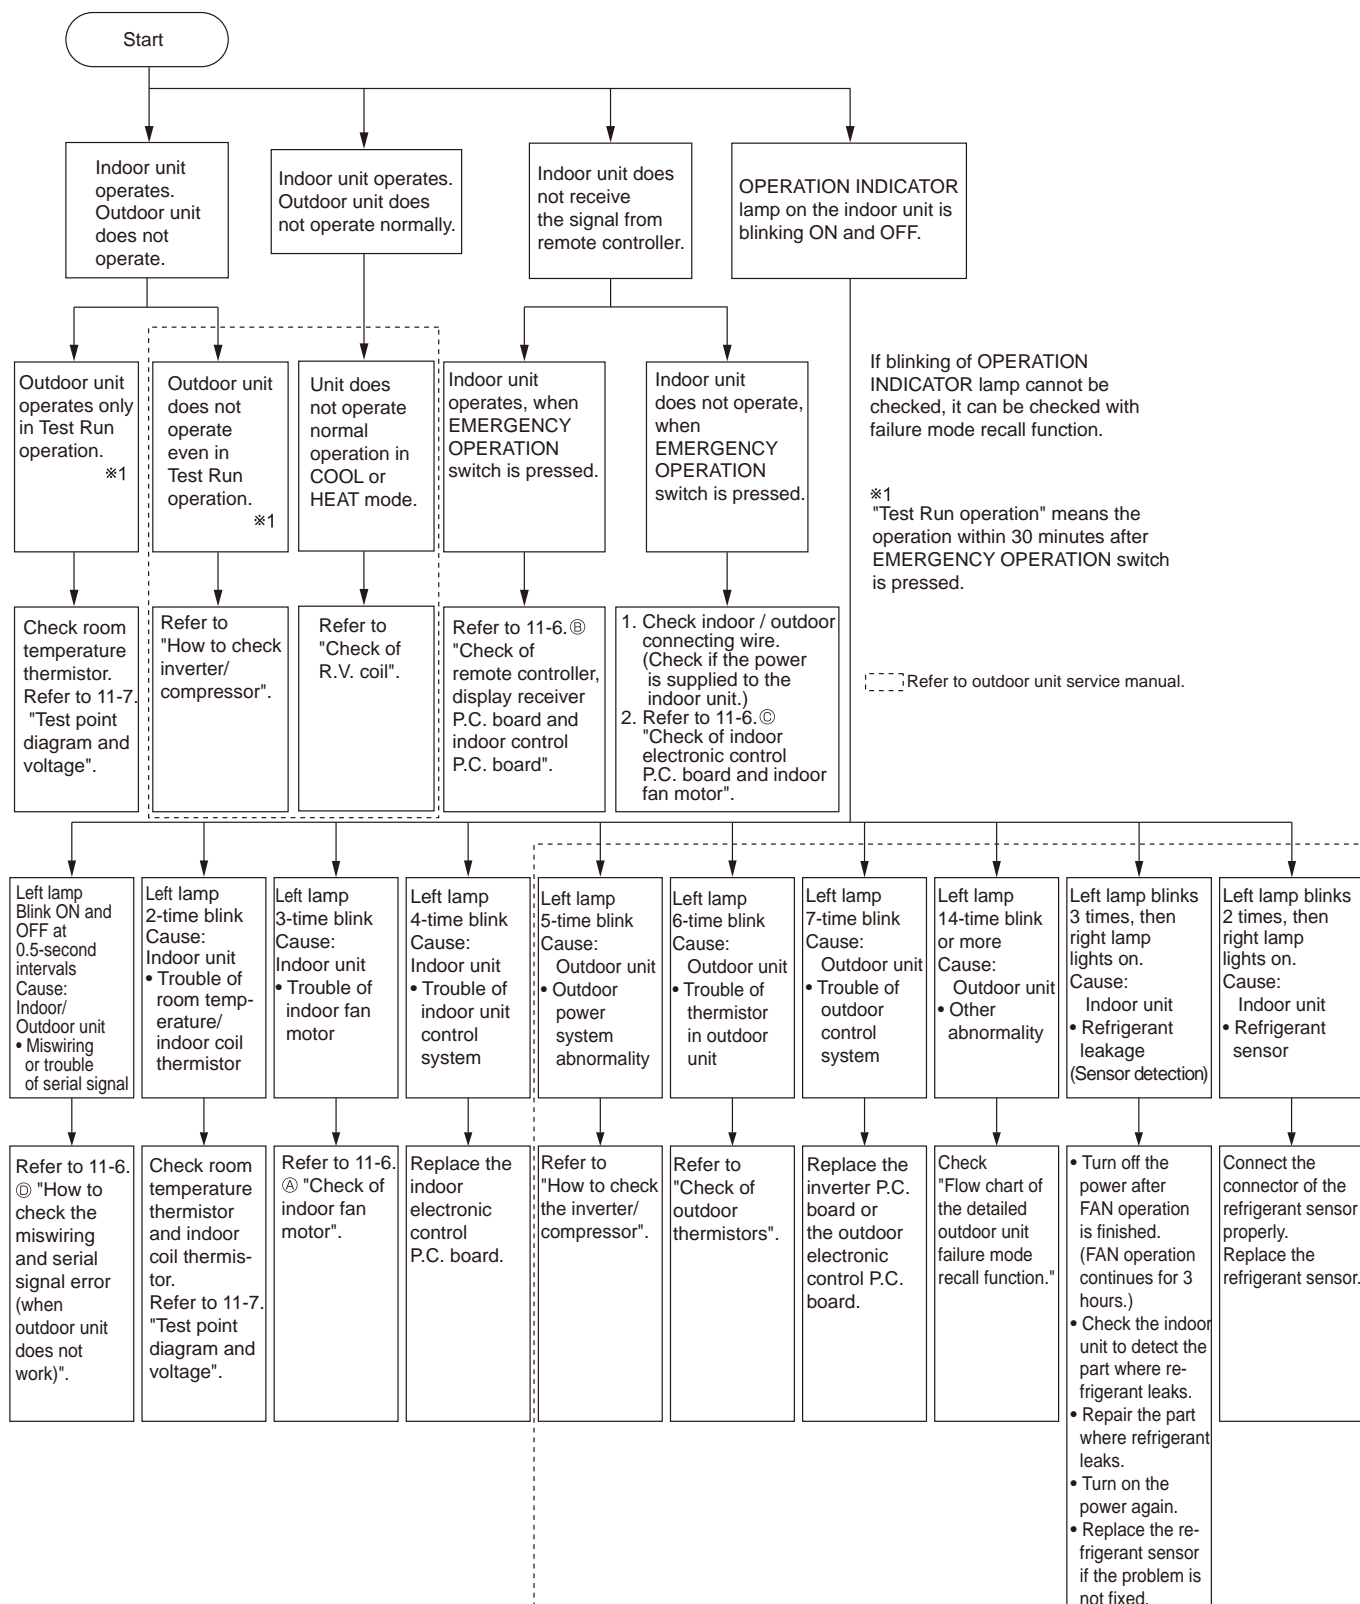 Start
Indoor unit
operates.
Outdoor unit
does not
operate.
Indoor unit operates.
Outdoor unit does
not operate normally.
Indoor unit does
not receive
the signal from
remote controller.
OPERATION INDICATOR
lamp on the indoor unit is
blinking ON and OFF.
Outdoor unit
operates only
in Test Run
operation.
※1
Outdoor unit
does not
operate
even in
Test Run
operation.
※1
Unit does
not operate
normal
operation in
COOL or
HEAT mode.
Indoor unit
operates, when
EMERGENCY
OPERATION
switch is pressed.
Indoor unit
does not operate,
when
EMERGENCY
OPERATION
switch is pressed.
If blinking of OPERATION
INDICATOR lamp cannot be
checked, it can be checked with
failure mode recall function.
※1
"Test Run operation" means the
operation within 30 minutes after
EMERGENCY OPERATION switch
is pressed.
Check room
temperature
thermistor.
Refer to 11-7.
"Test point
diagram and
voltage".
Refer to
"How to check
inverter/
compressor".
Refer to
"Check of
R.V. coil".
Refer to 11-6.Ⓑ
"Check of
remote controller,
display receiver
P.C. board and
indoor control
P.C. board".
1. Check indoor / outdoor
connecting wire.
(Check if the power
is supplied to the
indoor unit.)
2. Refer to 11-6.Ⓒ
"Check of indoor
electronic control
P.C. board and indoor
fan motor".
Refer to outdoor unit service manual.
Left lamp
Blink ON and
OFF at
0.5-second
intervals
Cause:
Indoor/
Outdoor unit
• Miswiring
or trouble
of serial signal
Left lamp
2-time blink
Cause:
Indoor unit
• Trouble of
room temp-
erature/
indoor coil
thermistor
Left lamp
3-time blink
Cause:
Indoor unit
• Trouble of
indoor fan
motor
Left lamp
4-time blink
Cause:
Indoor unit
• Trouble of
indoor unit
control
system
Left lamp
5-time blink
Cause:
Outdoor unit
• Outdoor
power
system
abnormality
Left lamp
6-time blink
Cause:
Outdoor unit
• Trouble of
thermistor
in outdoor
unit
Left lamp
7-time blink
Cause:
Outdoor unit
• Trouble of
outdoor
control
system
Left lamp
14-time blink
or more
Cause:
Outdoor unit
• Other
abnormality
Left lamp blinks
3 times, then
right lamp
lights on.
Cause:
Indoor unit
• Refrigerant
leakage
(Sensor detection)
Left lamp blinks
2 times, then
right lamp
lights on.
Cause:
Indoor unit
• Refrigerant
sensor
Refer to 11-6.
Ⓓ "How to
check the
miswiring
and serial
signal error
(when
outdoor unit
does not
work)".
Check room
temperature
thermistor
and indoor
coil thermis-
tor.
Refer to 11-7.
"Test point
diagram and
voltage".
Refer to 11-6.
Ⓐ "Check of
indoor fan
motor".
Replace the
indoor
electronic
control
P.C. board.
Refer to
"How to check
the inverter/
compressor".
Refer to
"Check of
outdoor
thermistors".
Replace the
inverter P.C.
board or
the outdoor
electronic
control P.C.
board.
Check
"Flow chart of
the detailed
outdoor unit
failure mode
recall function."
• Turn off the
power after
FAN operation
is finished.
(FAN operation
continues for 3
hours.)
• Check the indoor
unit to detect the
part where re-
frigerant leaks.
• Repair the part
where refrigerant
leaks.
• Turn on the
power again.
• Replace the re-
frigerant sensor
if the problem is
not fixed.
Connect the
connector of the
refrigerant sensor
properly.
Replace the
refrigerant sensor.